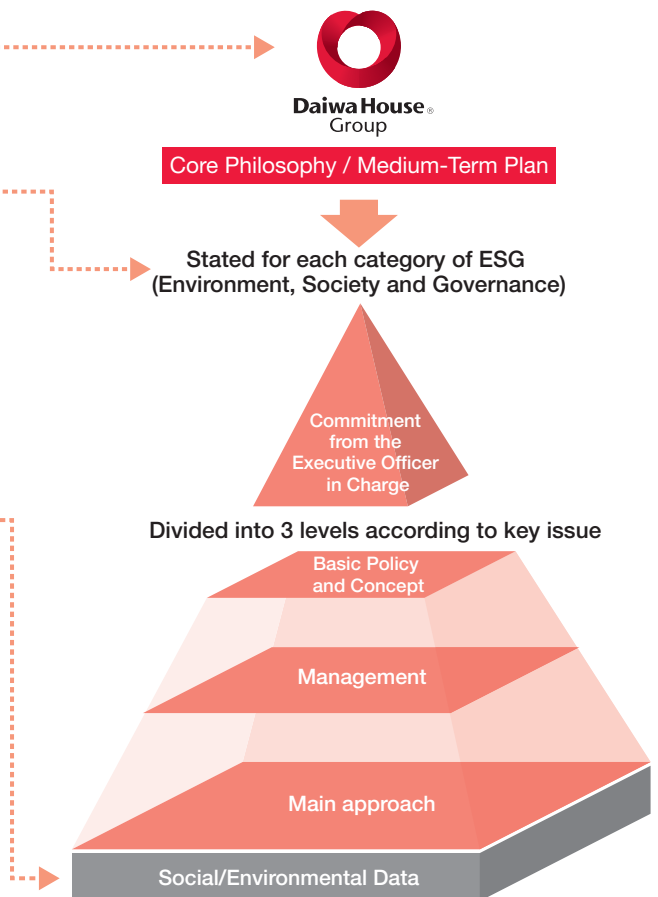 Daiwa House®
Group
Core Philosophy / Medium-Term Plan
Stated for each category of ESG
(Environment, Society and Governance)
Commitment
from the
Executive Officer
in Charge
Divided into 3 levels according to key issue
Basic Policy
and Concept
Management
Main approach
Social/Environmental Data